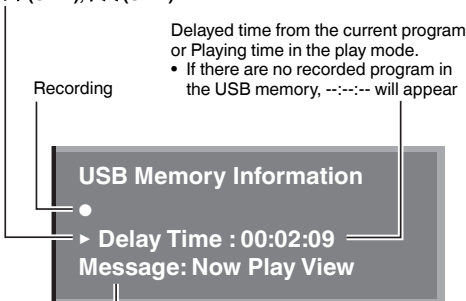 Delayed time from the current program
or Playing time in the play mode.
• If there are no recorded program in
the USB memory, --:--:-- will appear
Recording
USB Memory Information
●
► Delay Time : 00:02:09
Message: Now Play View